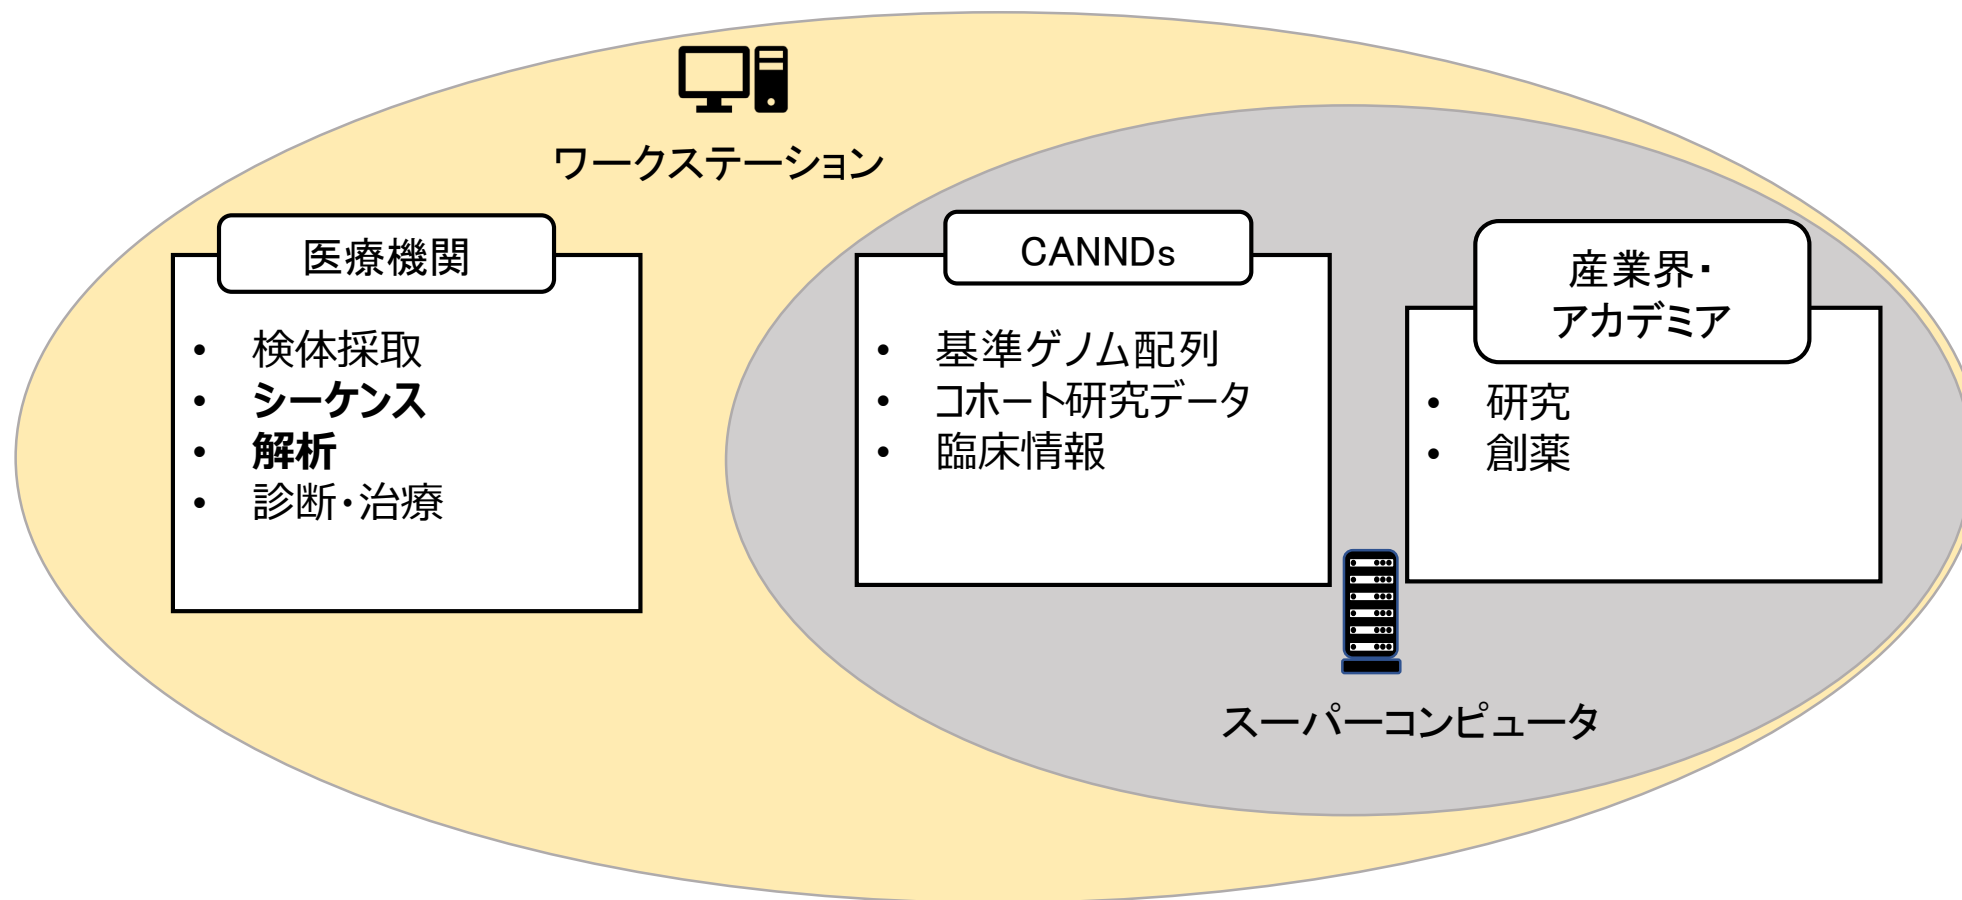 ワークステーション
医療機関
• 検体採取
• シーケンス
• 解析
• 診断・治療
CANNDs
• 基準ゲノム配列
• コホート研究データ
• 臨床情報
産業界・
アカデミア
• 研究
• 創薬
スーパーコンピュータ